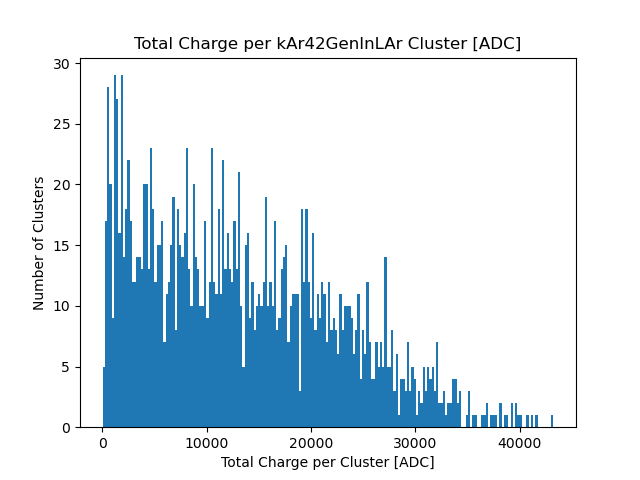 Total Charge per kAr42GenInLAr Cluster [ADC]
30
25
20
15
10
5
0
Number of Clusters
0 10000 20000 30000 40000
Total Charge per Cluster [ADC]